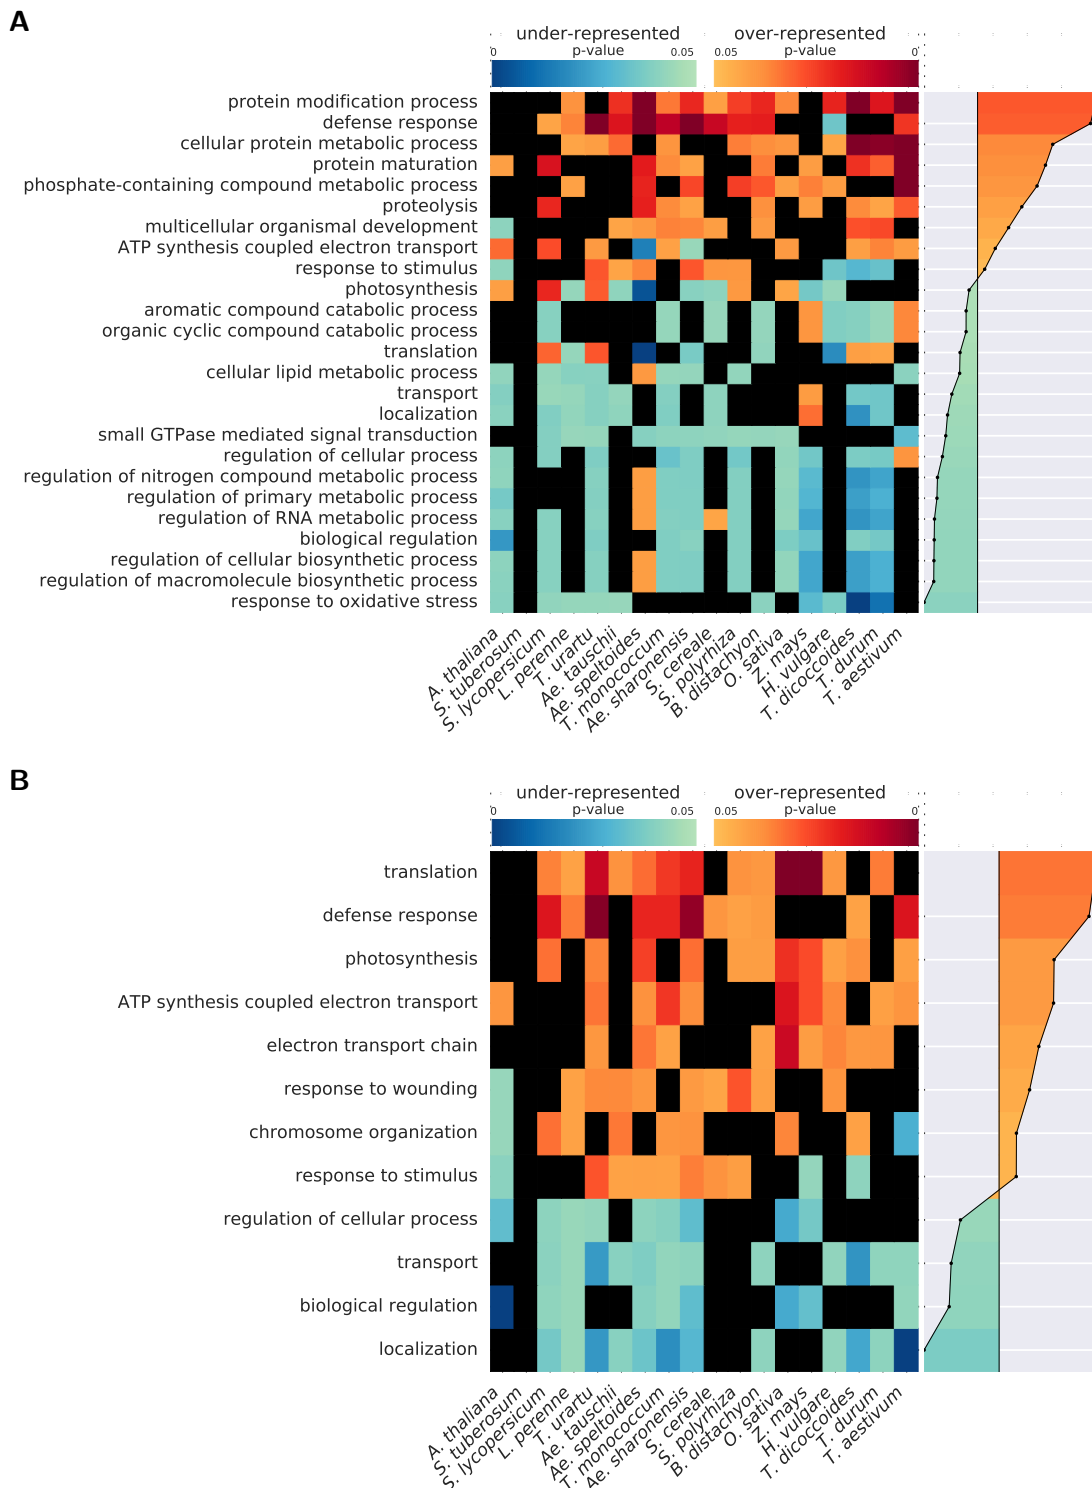 A
under-represented
over-represented
p-value
p-value
0
0.05
0.05
0
protein modification process
defense response
cellular protein metabolic process
protein maturation
phosphate-containing compound metabolic process
proteolysis
multicellular organismal development
ATP synthesis coupled electron transport
response to stimulus
photosynthesis
aromatic compound catabolic process
organic cyclic compound catabolic process
translation
cellular lipid metabolic process
transport
localization
small GTPase mediated signal transduction
regulation of cellular process
regulation of nitrogen compound metabolic process
regulation of primary metabolic process
regulation of RNA metabolic process
biological regulation
regulation of cellular biosynthetic process
regulation of macromolecule biosynthetic process
response to oxidative stress
A. thaliana
S. tuberosum
S. lycopersicum
L. perenne
T. urartu
Ae. tauschii
Ae. speltoides
T. monococcum
Ae. sharonensis
S. cereale
S. polyrhiza
B. distachyon
O. sativa
Z. mays
H. vulgare
T. dicoccoides
T. durum
T. aestivum
B
under-represented
over-represented
p-value
p-value
0
0.05
0.05
0
translation
defense response
photosynthesis
ATP synthesis coupled electron transport
electron transport chain
response to wounding
chromosome organization
response to stimulus
regulation of cellular process
transport
biological regulation
localization
A. thaliana
S. tuberosum
S. lycopersicum
L. perenne
T. urartu
Ae. tauschii
Ae. speltoides
T. monococcum
Ae. sharonensis
S. cereale
S. polyrhiza
B. distachyon
O. sativa
Z. mays
H. vulgare
T. dicoccoides
T. durum
T. aestivum